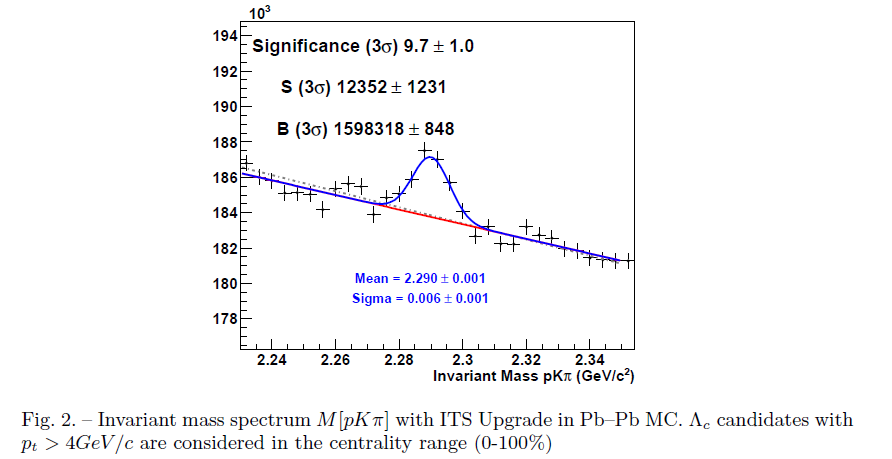 10³
194
Significance (3σ) 9.7 ± 1.0
192
S (3σ) 12352 ± 1231
190
B (3σ) 1598318 ± 848
188
186
184
182
180
Mean = 2.290 ± 0.001
Sigma = 0.006 ± 0.001
178
2.24 2.26 2.28 2.3 2.32 2.34
Invariant Mass pKπ (GeV/c²)
Fig. 2. – Invariant mass spectrum M[pKπ] with ITS Upgrade in Pb–Pb MC. Λc candidates with
pt > 4GeV/c are considered in the centrality range (0-100%)